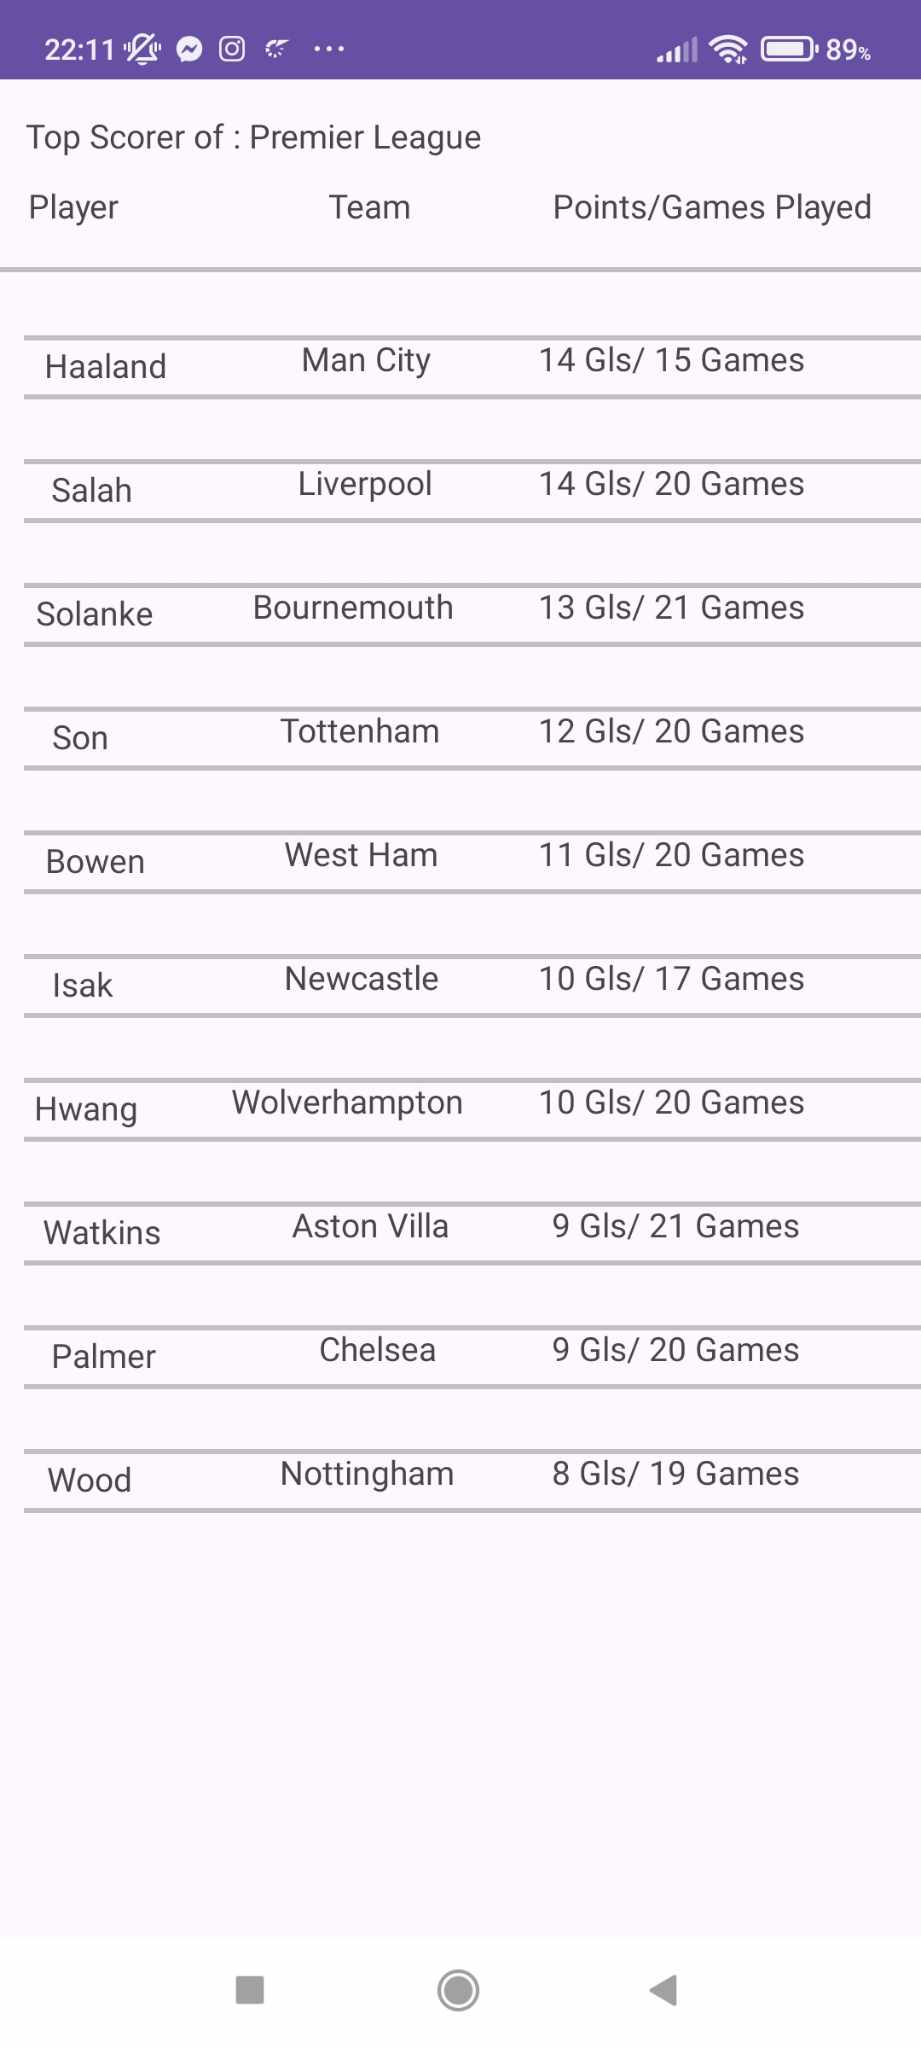 22:11 89%
Top Scorer of : Premier League
Player Team Points/Games Played
Haaland Man City 14 Gls/ 15 Games
Salah Liverpool 14 Gls/ 20 Games
Solanke Bournemouth 13 Gls/ 21 Games
Son Tottenham 12 Gls/ 20 Games
Bowen West Ham 11 Gls/ 20 Games
Isak Newcastle 10 Gls/ 17 Games
Hwang Wolverhampton 10 Gls/ 20 Games
Watkins Aston Villa 9 Gls/ 21 Games
Palmer Chelsea 9 Gls/ 20 Games
Wood Nottingham 8 Gls/ 19 Games